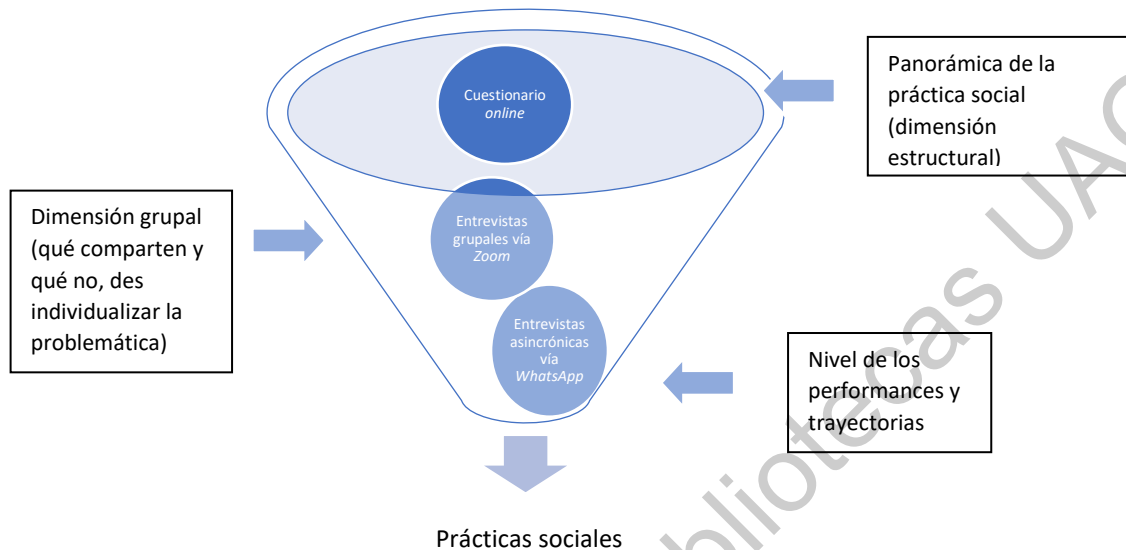 Cuestionario
online
Panorámica de la
práctica social
(dimensión
estructural)
Dimensión grupal
(qué comparten y
qué no, des
individualizar la
problemática)
Entrevistas
grupales vía
Zoom
Entrevistas
asincrónicas
vía
WhatsApp
Nivel de los
performances y
trayectorias
Prácticas sociales